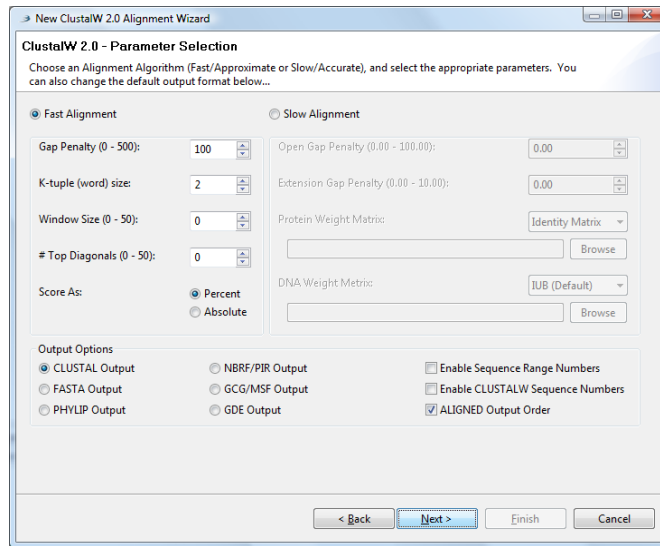 New ClustalW 2.0 Alignment Wizard
ClustalW 2.0 - Parameter Selection
Choose an Alignment Algorithm (Fast/Approximate or Slow/Accurate), and select the appropriate parameters. You
can also change the default output format below...
Fast Alignment
Slow Alignment
Gap Penalty (0 - 500): 100
K-tuple (word) size: 2
Window Size (0 - 50): 0
# Top Diagonals (0 - 50): 0
Score As: Percent
Absolute
Open Gap Penalty (0.00 - 100.00): 0.00
Extension Gap Penalty (0.00 - 10.00): 0.00
Protein Weight Matrix: Identity Matrix
Browse
DNA Weight Metrix: IUB (Default)
Browse
Output Options
CLUSTAL Output NBRF/PIR Output Enable Sequence Range Numbers
FASTA Output GCG/MSF Output Enable CLUSTALW Sequence Numbers
PHYLIP Output GDE Output ALIGNED Output Order
< Back Next > Finish Cancel